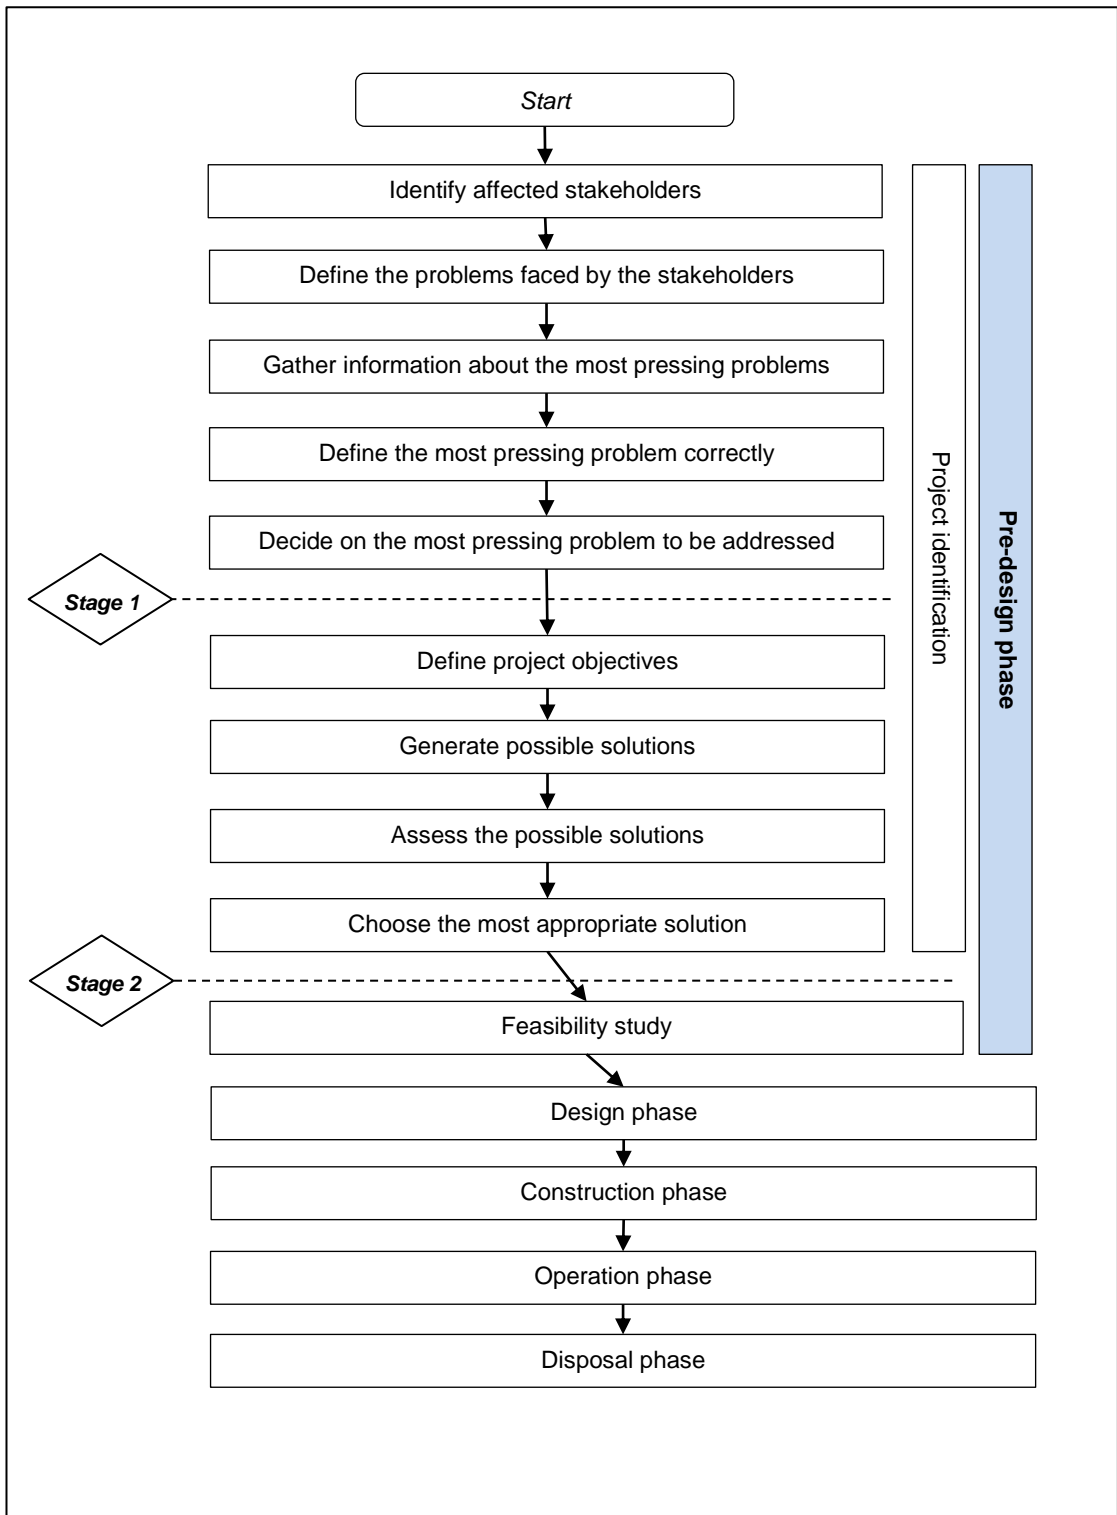 Start
Identify affected stakeholders
Define the problems faced by the stakeholders
Gather information about the most pressing problems
Define the most pressing problem correctly
Decide on the most pressing problem to be addressed
Stage 1
Define project objectives
Generate possible solutions
Assess the possible solutions
Choose the most appropriate solution
Stage 2
Feasibility study
Project identification
Pre-design phase
Design phase
Construction phase
Operation phase
Disposal phase